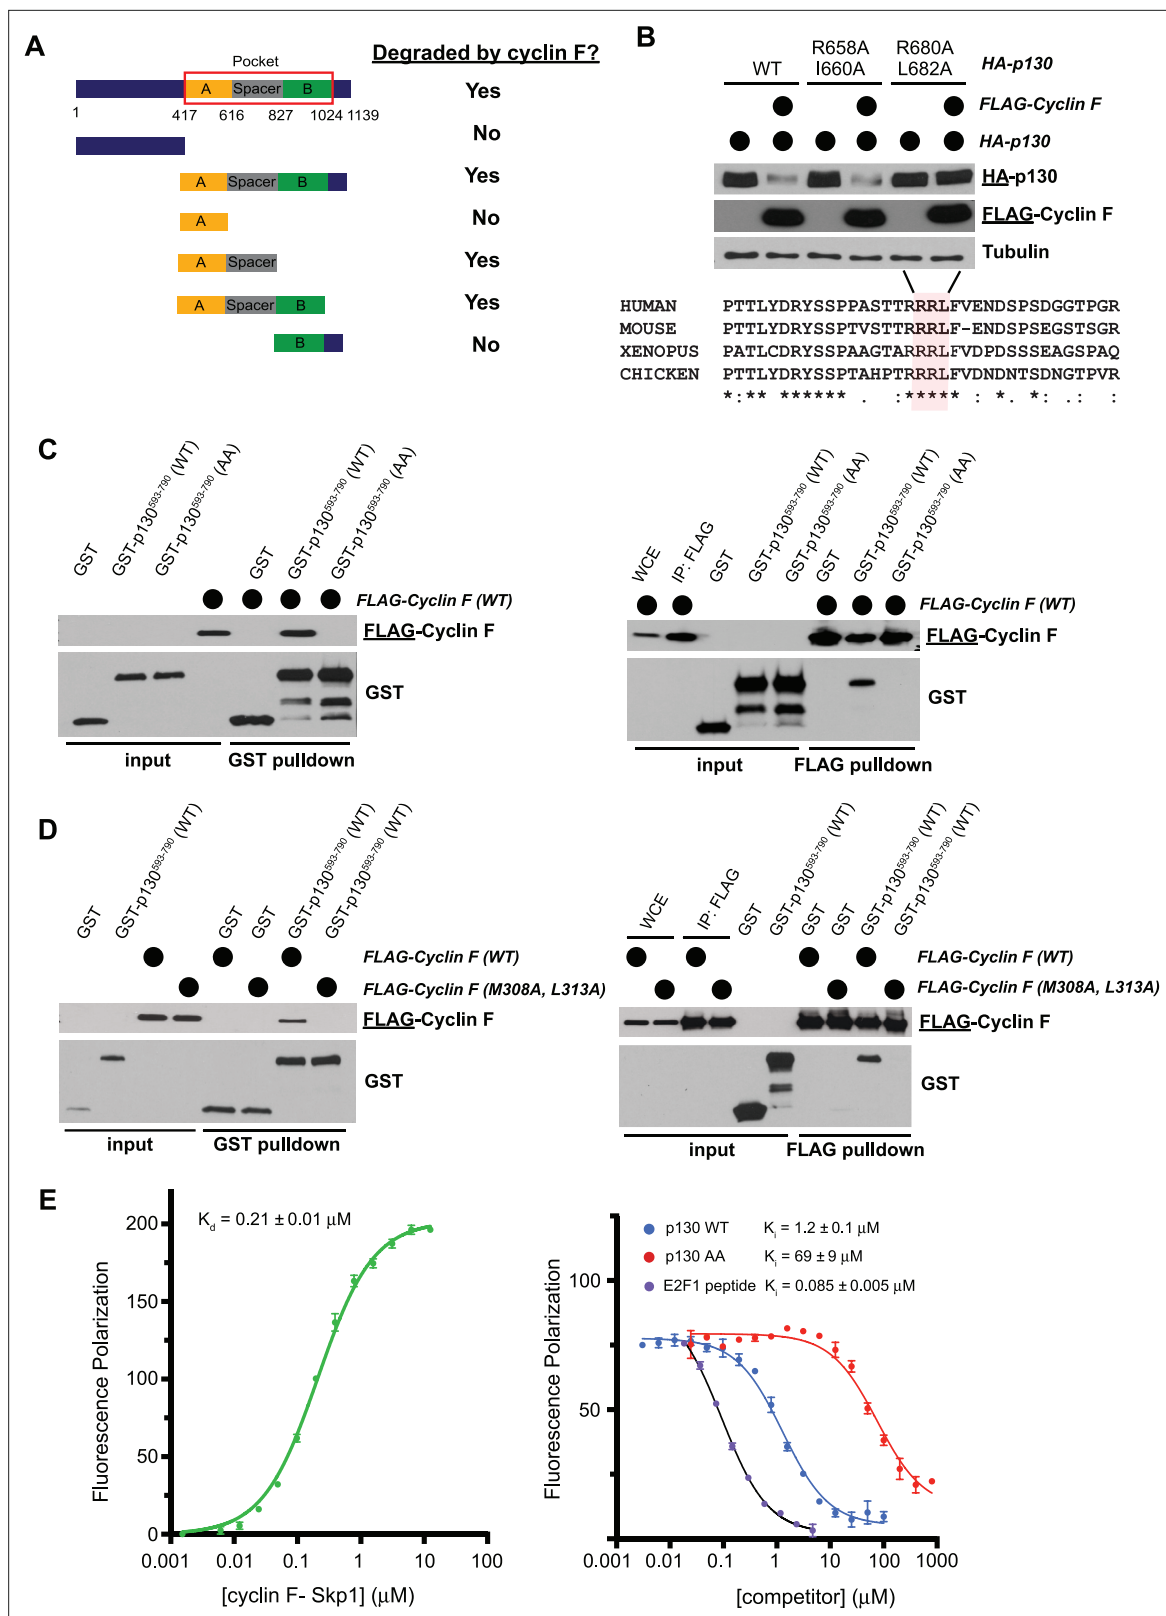 A
Pocket
Degraded by cyclin F?
A Spacer B
Yes
1 417 616 827 1024 1139
No
A Spacer B
Yes
A
No
A Spacer
Yes
A Spacer B
Yes
B
No
B
WT R658A I660A R680A L682A HA-p130
FLAG-Cyclin F
HA-p130
HA-p130
FLAG-Cyclin F
Tubulin
HUMAN PTTLYDRYSSPPASTTRRRLFVENDSPSDGGTPGR
MOUSE PTTLYDRYSSPTVSTTRRRLF-ENDSPSEGSTSGR
XENOPUS PATLCDRYSSPAAGTARRRLFVDPDSSSEAGSPAQ
CHICKEN PTTLYDRYSSPTAHPTRRRLFVDNDNTSDNGTPVR
*:** ****** . :***** : *. *: . :
C
GST
GST-p130593-790 (WT)
GST-p130593-790 (AA)
GST
GST-p130593-790 (WT)
GST-p130593-790 (AA)
FLAG-Cyclin F (WT)
FLAG-Cyclin F
GST
input GST pulldown
WCE
IP: FLAG
GST
GST-p130593-790 (WT)
GST-p130593-790 (AA)
GST
GST-p130593-790 (WT)
GST-p130593-790 (AA)
FLAG-Cyclin F (WT)
FLAG-Cyclin F
GST
input FLAG pulldown
D
GST
GST-p130593-790 (WT)
GST
GST
GST-p130593-790 (WT)
GST-p130593-790 (WT)
FLAG-Cyclin F (WT)
FLAG-Cyclin F (M308A, L313A)
FLAG-Cyclin F
GST
input GST pulldown
WCE
IP: FLAG
GST
GST-p130593-790 (WT)
GST
GST
GST-p130593-790 (WT)
GST-p130593-790 (WT)
FLAG-Cyclin F (WT)
FLAG-Cyclin F (M308A, L313A)
FLAG-Cyclin F
GST
input FLAG pulldown
E
Kd = 0.21 ± 0.01 µM
Fluorescence Polarization
200
150
100
50
0
0.001 0.01 0.1 1 10 100
[cyclin F- Skp1] (µM)
p130 WT Ki = 1.2 ± 0.1 µM
p130 AA Ki = 69 ± 9 µM
E2F1 peptide Ki = 0.085 ± 0.005 µM
Fluorescence Polarization
100
50
0
0.001 0.1 1 10 100 1000
[competitor] (µM)